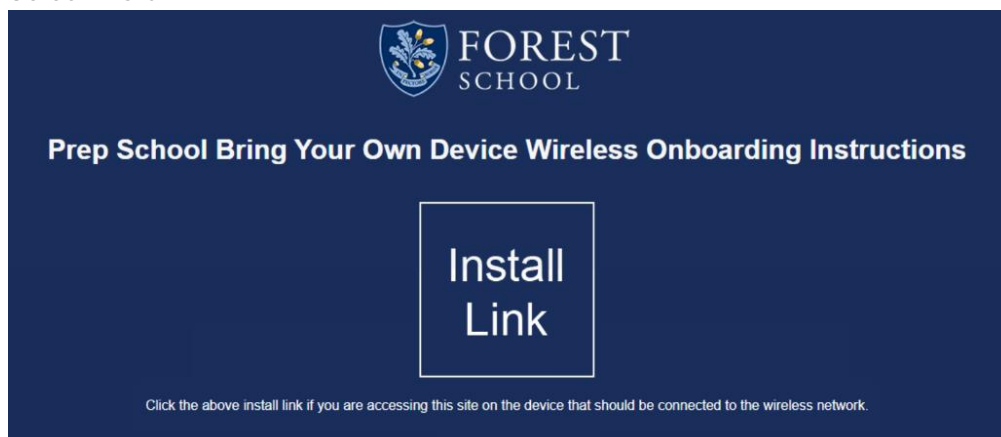 FOREST
SCHOOL
Prep School Bring Your Own Device Wireless Onboarding Instructions
Install
Link
Click the above install link if you are accessing this site on the device that should be connected to the wireless network.